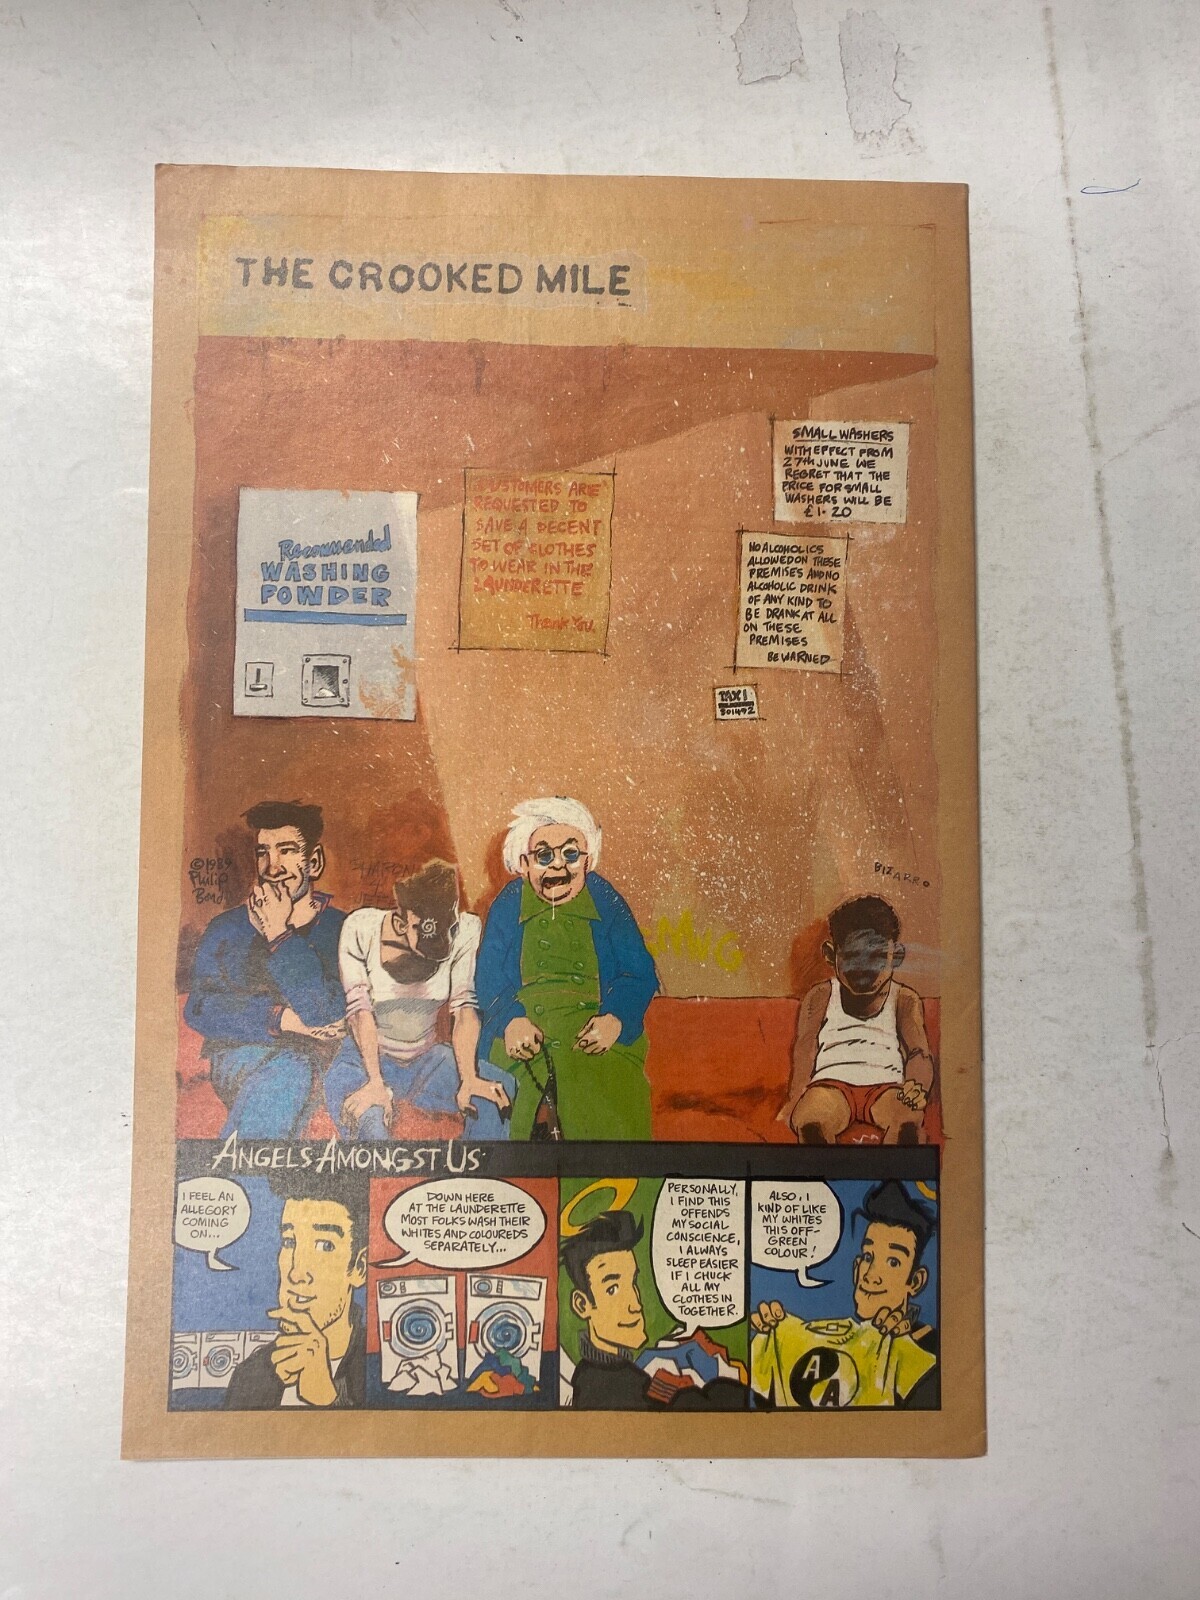 THE CROOKED MILE
SMALL WASHERS
WITH EFFECT FROM
27th JUNE WE
REGRET THAT THE
PRICE FOR SMALL
WASHERS WILL BE
£1.20
CUSTOMERS ARE
REQUESTED TO
SAVE A DECENT
SET OF CLOTHES
TO WEAR IN THE
LAUNDERETTE
Thank You.
Recommended
WASHING
POWDER
NO ALCOHOLICS
ALLOWED ON THESE
PREMISES AND NO
ALCOHOLIC DRINK
OF ANY KIND TO
BE DRANK AT ALL
ON THESE
PREMISES
BE WARNED
TAXI
301492
©1989
Philip
Bond
BIZARRO
SMUG
ANGELS AMONGST US
I FEEL AN
ALLEGORY
COMING
ON...
DOWN HERE
AT THE LAUNDERETTE
MOST FOLKS WASH THEIR
WHITES AND COLOUREDS
SEPARATELY...
PERSONALLY,
I FIND THIS
OFFENDS
MY SOCIAL
CONSCIENCE,
I ALWAYS
SLEEP EASIER
IF I CHUCK
ALL MY
CLOTHES IN
TOGETHER.
ALSO, I
KIND OF LIKE
MY WHITES
THIS OFF-
GREEN
COLOUR!
A
A